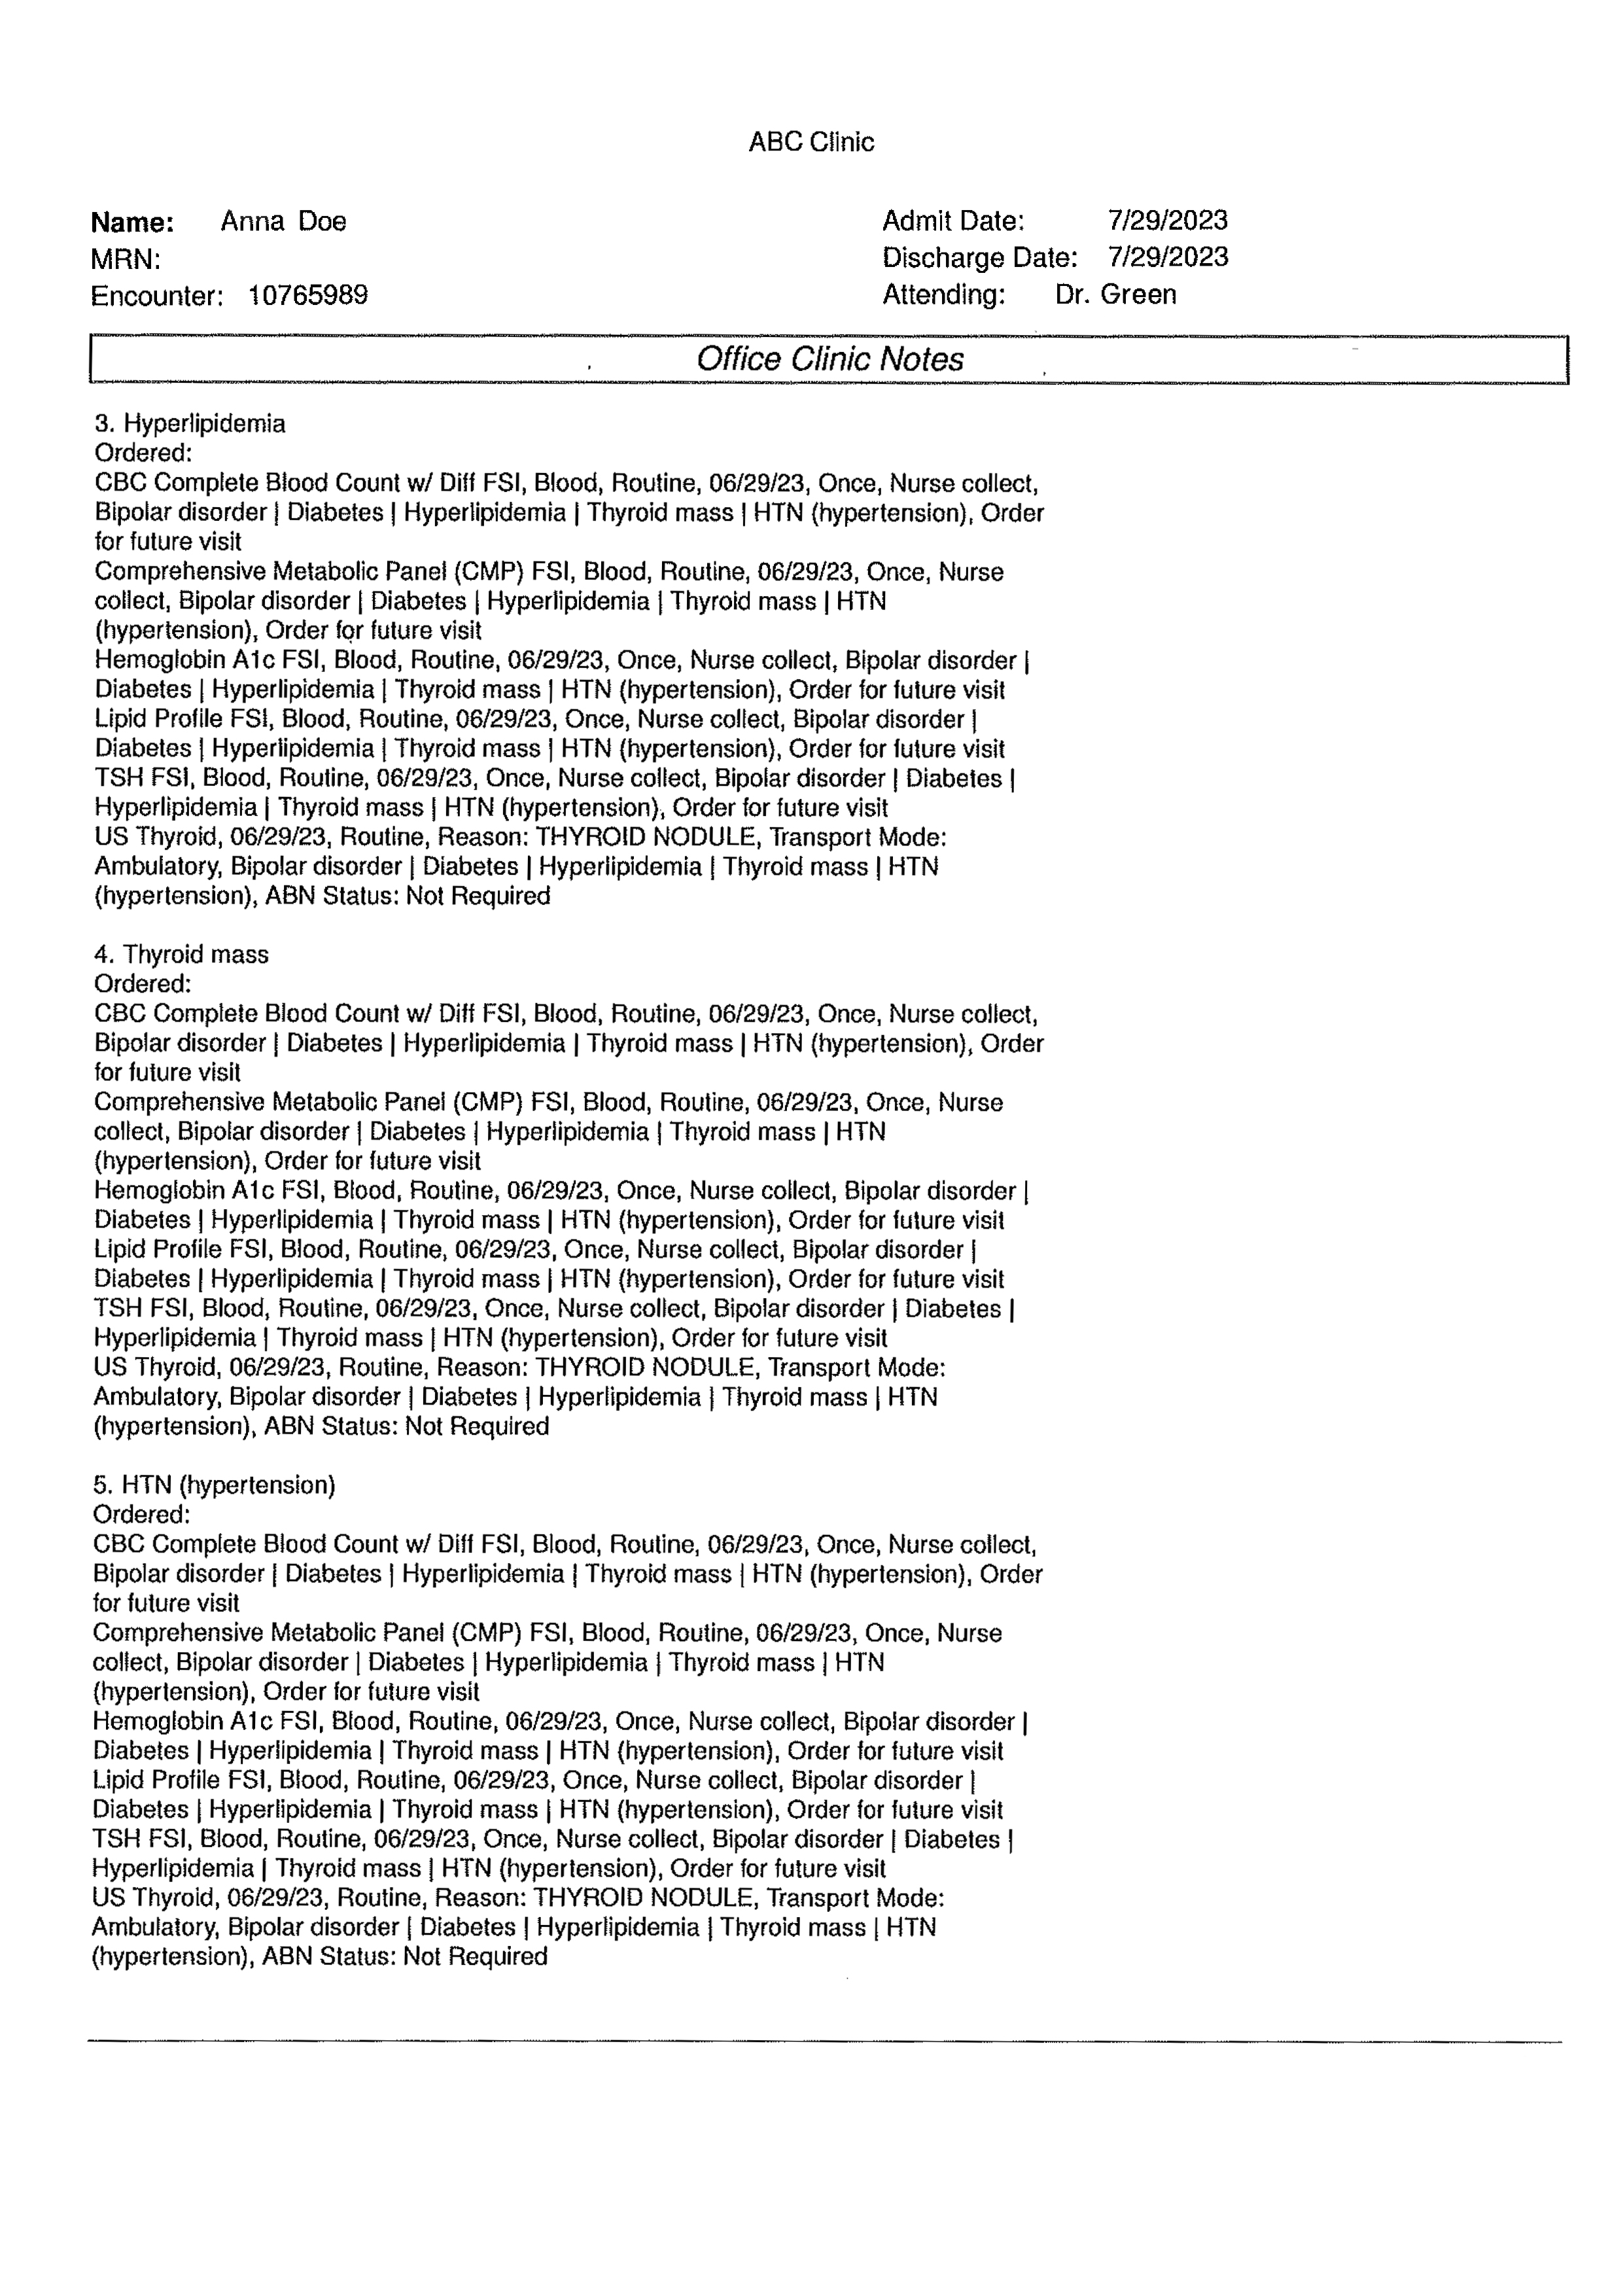 ABC Clinic
Name: Anna Doe
MRN:
Encounter: 10765989
Admit Date: 7/29/2023
Discharge Date: 7/29/2023
Attending: Dr. Green
Office Clinic Notes
3. Hyperlipidemia
Ordered:
CBC Complete Blood Count w/ Diff FSI, Blood, Routine, 06/29/23, Once, Nurse collect,
Bipolar disorder | Diabetes | Hyperlipidemia | Thyroid mass | HTN (hypertension), Order
for future visit
Comprehensive Metabolic Panel (CMP) FSI, Blood, Routine, 06/29/23, Once, Nurse
collect, Bipolar disorder | Diabetes | Hyperlipidemia | Thyroid mass | HTN
(hypertension), Order for future visit
Hemoglobin A1c FSI, Blood, Routine, 06/29/23, Once, Nurse collect, Bipolar disorder |
Diabetes | Hyperlipidemia | Thyroid mass | HTN (hypertension), Order for future visit
Lipid Profile FSI, Blood, Routine, 06/29/23, Once, Nurse collect, Bipolar disorder |
Diabetes | Hyperlipidemia | Thyroid mass | HTN (hypertension), Order for future visit
TSH FSI, Blood, Routine, 06/29/23, Once, Nurse collect, Bipolar disorder | Diabetes |
Hyperlipidemia | Thyroid mass | HTN (hypertension), Order for future visit
US Thyroid, 06/29/23, Routine, Reason: THYROID NODULE, Transport Mode:
Ambulatory, Bipolar disorder | Diabetes | Hyperlipidemia | Thyroid mass | HTN
(hypertension), ABN Status: Not Required
4. Thyroid mass
Ordered:
CBC Complete Blood Count w/ Diff FSI, Blood, Routine, 06/29/23, Once, Nurse collect,
Bipolar disorder | Diabetes | Hyperlipidemia | Thyroid mass | HTN (hypertension), Order
for future visit
Comprehensive Metabolic Panel (CMP) FSI, Blood, Routine, 06/29/23, Once, Nurse
collect, Bipolar disorder | Diabetes | Hyperlipidemia | Thyroid mass | HTN
(hypertension), Order for future visit
Hemoglobin A1c FSI, Blood, Routine, 06/29/23, Once, Nurse collect, Bipolar disorder |
Diabetes | Hyperlipidemia | Thyroid mass | HTN (hypertension), Order for future visit
Lipid Profile FSI, Blood, Routine, 06/29/23, Once, Nurse collect, Bipolar disorder |
Diabetes | Hyperlipidemia | Thyroid mass | HTN (hypertension), Order for future visit
TSH FSI, Blood, Routine, 06/29/23, Once, Nurse collect, Bipolar disorder | Diabetes |
Hyperlipidemia | Thyroid mass | HTN (hypertension), Order for future visit
US Thyroid, 06/29/23, Routine, Reason: THYROID NODULE, Transport Mode:
Ambulatory, Bipolar disorder | Diabetes | Hyperlipidemia | Thyroid mass | HTN
(hypertension), ABN Status: Not Required
5. HTN (hypertension)
Ordered:
CBC Complete Blood Count w/ Diff FSI, Blood, Routine, 06/29/23, Once, Nurse collect,
Bipolar disorder | Diabetes | Hyperlipidemia | Thyroid mass | HTN (hypertension), Order
for future visit
Comprehensive Metabolic Panel (CMP) FSI, Blood, Routine, 06/29/23, Once, Nurse
collect, Bipolar disorder | Diabetes | Hyperlipidemia | Thyroid mass | HTN
(hypertension), Order for future visit
Hemoglobin A1c FSI, Blood, Routine, 06/29/23, Once, Nurse collect, Bipolar disorder |
Diabetes | Hyperlipidemia | Thyroid mass | HTN (hypertension), Order for future visit
Lipid Profile FSI, Blood, Routine, 06/29/23, Once, Nurse collect, Bipolar disorder |
Diabetes | Hyperlipidemia | Thyroid mass | HTN (hypertension), Order for future visit
TSH FSI, Blood, Routine, 06/29/23, Once, Nurse collect, Bipolar disorder | Diabetes |
Hyperlipidemia | Thyroid mass | HTN (hypertension), Order for future visit
US Thyroid, 06/29/23, Routine, Reason: THYROID NODULE, Transport Mode:
Ambulatory, Bipolar disorder | Diabetes | Hyperlipidemia | Thyroid mass | HTN
(hypertension), ABN Status: Not Required